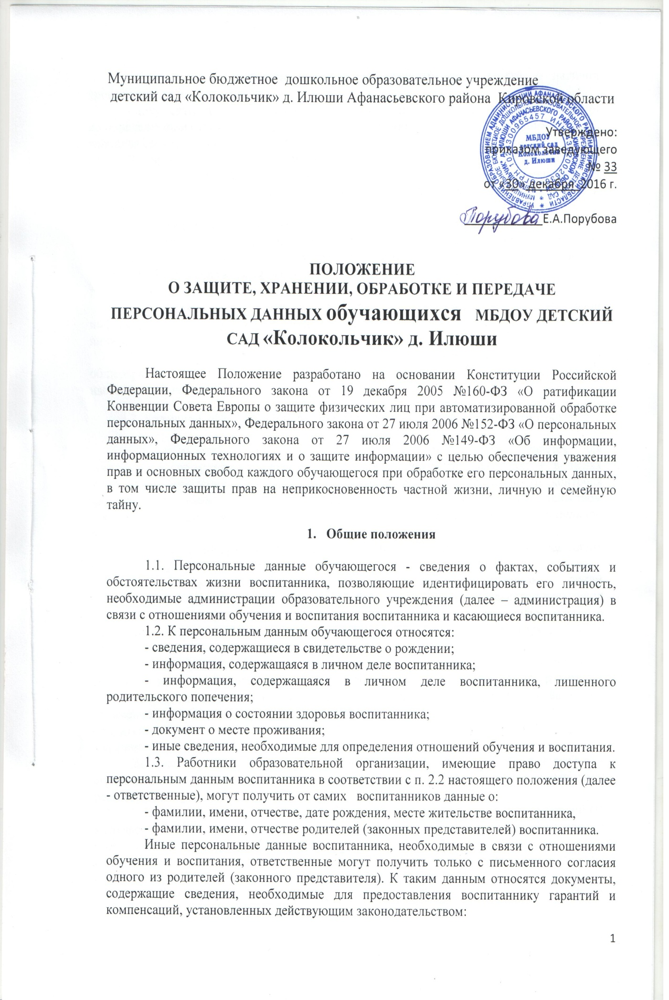 Муниципальное бюджетное дошкольное образовательное учреждение
детский сад «Колокольчик» д. Илюши Афанасьевского района Кировской области
Утверждено:
приказом заведующего
№ 33
от «30» декабря 2016 г.
МБДОУ
детский сад
"Колокольчик"
д. Илюши
Порубова Е.А.Порубова
ПОЛОЖЕНИЕ
О ЗАЩИТЕ, ХРАНЕНИИ, ОБРАБОТКЕ И ПЕРЕДАЧЕ
ПЕРСОНАЛЬНЫХ ДАННЫХ обучающихся МБДОУ ДЕТСКИЙ
САД «Колокольчик» д. Илюши
Настоящее Положение разработано на основании Конституции Российской
Федерации, Федерального закона от 19 декабря 2005 №160-ФЗ «О ратификации
Конвенции Совета Европы о защите физических лиц при автоматизированной обработке
персональных данных», Федерального закона от 27 июля 2006 №152-ФЗ «О персональных
данных», Федерального закона от 27 июля 2006 №149-ФЗ «Об информации,
информационных технологиях и о защите информации» с целью обеспечения уважения
прав и основных свобод каждого обучающегося при обработке его персональных данных,
в том числе защиты прав на неприкосновенность частной жизни, личную и семейную
тайну.
1. Общие положения
1.1. Персональные данные обучающегося - сведения о фактах, событиях и
обстоятельствах жизни воспитанника, позволяющие идентифицировать его личность,
необходимые администрации образовательного учреждения (далее – администрация) в
связи с отношениями обучения и воспитания воспитанника и касающиеся воспитанника.
1.2. К персональным данным обучающегося относятся:
- сведения, содержащиеся в свидетельстве о рождении;
- информация, содержащаяся в личном деле воспитанника;
- информация, содержащаяся в личном деле воспитанника, лишенного
родительского попечения;
- информация о состоянии здоровья воспитанника;
- документ о месте проживания;
- иные сведения, необходимые для определения отношений обучения и воспитания.
1.3. Работники образовательной организации, имеющие право доступа к
персональным данным воспитанника в соответствии с п. 2.2 настоящего положения (далее
- ответственные), могут получить от самих воспитанников данные о:
- фамилии, имени, отчестве, дате рождения, месте жительстве воспитанника,
- фамилии, имени, отчестве родителей (законных представителей) воспитанника.
Иные персональные данные воспитанника, необходимые в связи с отношениями
обучения и воспитания, ответственные могут получить только с письменного согласия
одного из родителей (законного представителя). К таким данным относятся документы,
содержащие сведения, необходимые для предоставления воспитаннику гарантий и
компенсаций, установленных действующим законодательством:
1